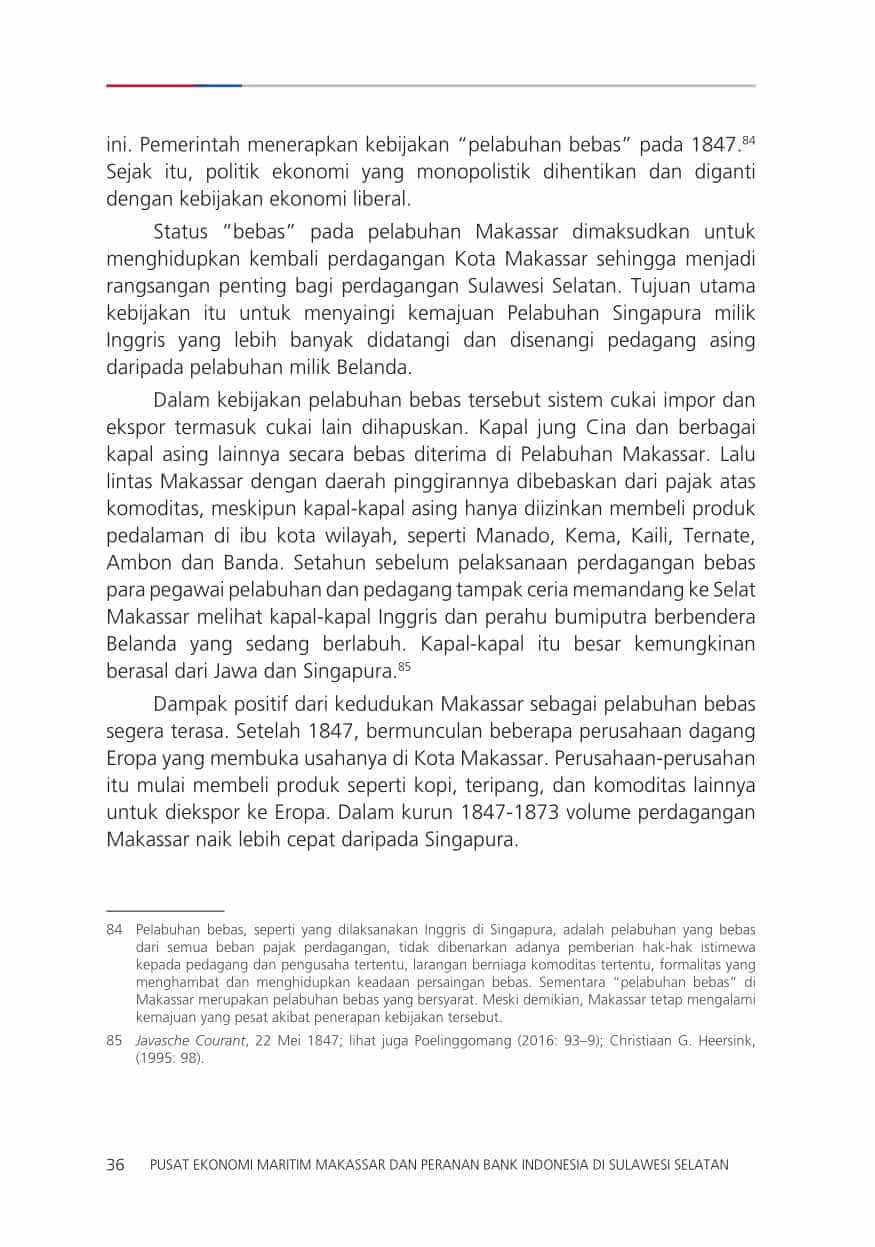 ini. Pemerintah menerapkan kebijakan “pelabuhan bebas” pada 1847.84
Sejak itu, politik ekonomi yang monopolistik dihentikan dan diganti
dengan kebijakan ekonomi liberal.
Status “bebas” pada pelabuhan Makassar dimaksudkan untuk
menghidupkan kembali perdagangan Kota Makassar sehingga menjadi
rangsangan penting bagi perdagangan Sulawesi Selatan. Tujuan utama
kebijakan itu untuk menyaingi kemajuan Pelabuhan Singapura milik
Inggris yang lebih banyak didatangi dan disenangi pedagang asing
daripada pelabuhan milik Belanda.
Dalam kebijakan pelabuhan bebas tersebut sistem cukai impor dan
ekspor termasuk cukai lain dihapuskan. Kapal jung Cina dan berbagai
kapal asing lainnya secara bebas diterima di Pelabuhan Makassar. Lalu
lintas Makassar dengan daerah pinggirannya dibebaskan dari pajak atas
komoditas, meskipun kapal-kapal asing hanya diizinkan membeli produk
pedalaman di ibu kota wilayah, seperti Manado, Kema, Kaili, Ternate,
Ambon dan Banda. Setahun sebelum pelaksanaan perdagangan bebas
para pegawai pelabuhan dan pedagang tampak ceria memandang ke Selat
Makassar melihat kapal-kapal Inggris dan perahu bumiputra berbendera
Belanda yang sedang berlabuh. Kapal-kapal itu besar kemungkinan
berasal dari Jawa dan Singapura.85
Dampak positif dari kedudukan Makassar sebagai pelabuhan bebas
segera terasa. Setelah 1847, bermunculan beberapa perusahaan dagang
Eropa yang membuka usahanya di Kota Makassar. Perusahaan-perusahan
itu mulai membeli produk seperti kopi, teripang, dan komoditas lainnya
untuk diekspor ke Eropa. Dalam kurun 1847-1873 volume perdagangan
Makassar naik lebih cepat daripada Singapura.
84 Pelabuhan bebas, seperti yang dilaksanakan Inggris di Singapura, adalah pelabuhan yang bebas
dari semua beban pajak perdagangan, tidak dibenarkan adanya pemberian hak-hak istimewa
kepada pedagang dan pengusaha tertentu, larangan berniaga komoditas tertentu, formalitas yang
menghambat dan menghidupkan keadaan persaingan bebas. Sementara “pelabuhan bebas” di
Makassar merupakan pelabuhan bebas yang bersyarat. Meski demikian, Makassar tetap mengalami
kemajuan yang pesat akibat penerapan kebijakan tersebut.
85 Javasche Courant, 22 Mei 1847; lihat juga Poelinggomang (2016: 93–9); Christiaan G. Heersink,
(1995: 98).
36 PUSAT EKONOMI MARITIM MAKASSAR DAN PERANAN BANK INDONESIA DI SULAWESI SELATAN